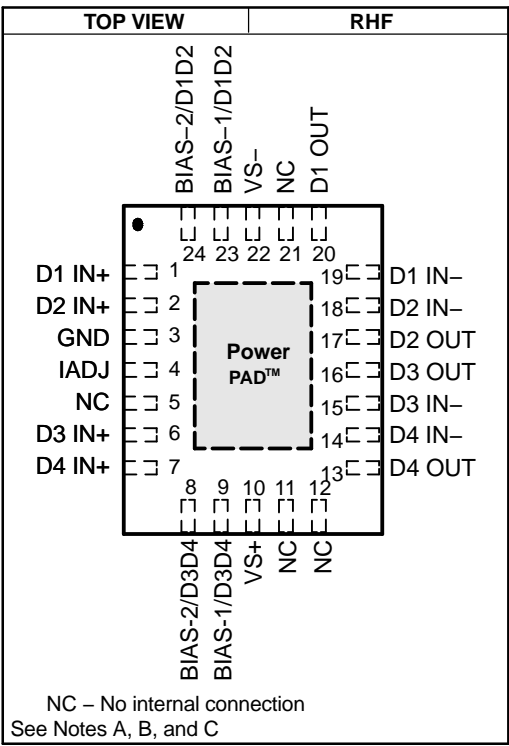 TOP VIEW RHF
BIAS−2/D1D2
BIAS−1/D1D2
VS−
NC
D1 OUT
24 23 22 21 20
D1 IN+ 1
D2 IN+ 2
GND 3
IADJ 4
NC 5
D3 IN+ 6
D4 IN+ 7
Power
PAD™
19 D1 IN−
18 D2 IN−
17 D2 OUT
16 D3 OUT
15 D3 IN−
14 D4 IN−
13 D4 OUT
8 9 10 11 12
BIAS-2/D3D4
BIAS-1/D3D4
VS+
NC
NC
NC − No internal connection
See Notes A, B, and C